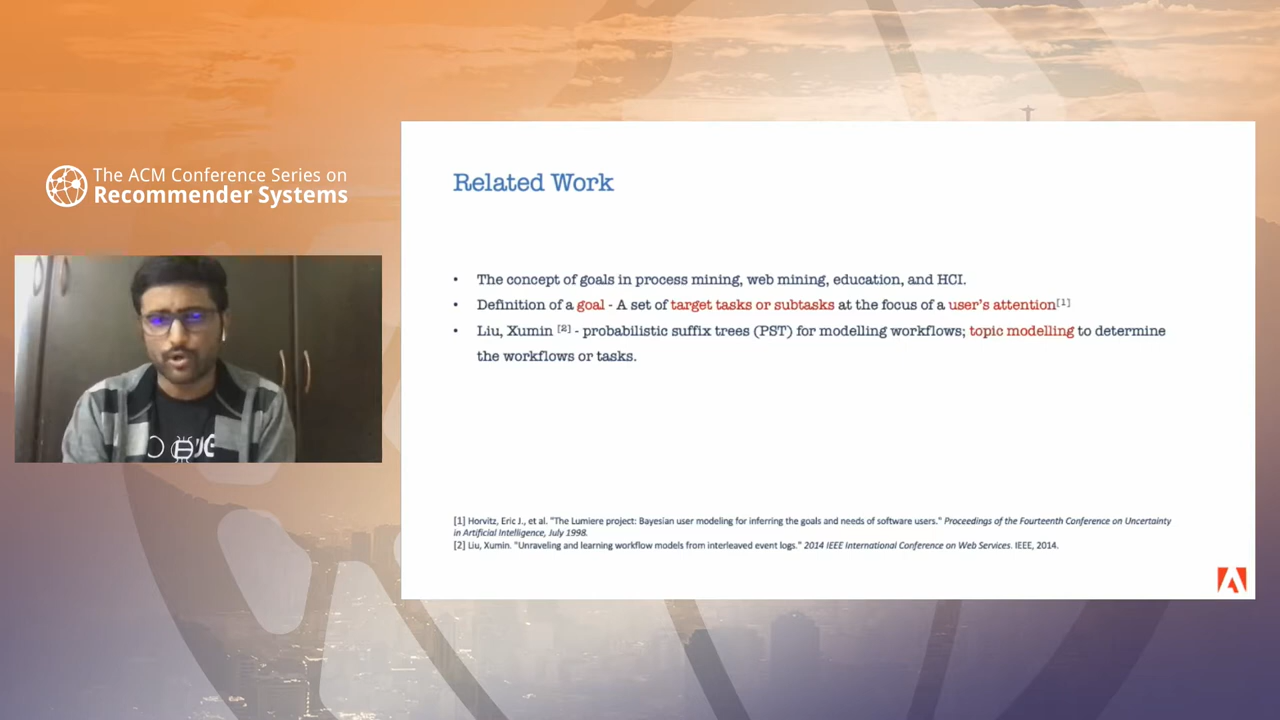 The ACM Conference Series on
Recommender Systems
Related Work
• The concept of goals in process mining, web mining, education, and HCI.
• Definition of a goal - A set of target tasks or subtasks at the focus of a user's attention[1]
• Liu, Xumin [2] - probabilistic suffix trees (PST) for modelling workflows; topic modelling to determine
the workflows or tasks.
[1] Horvitz, Eric J., et al. "The Lumiere project: Bayesian user modeling for inferring the goals and needs of software users." Proceedings of the Fourteenth Conference on Uncertainty
in Artificial Intelligence, July 1998.
[2] Liu, Xumin. "Unraveling and learning workflow models from interleaved event logs." 2014 IEEE International Conference on Web Services. IEEE, 2014.